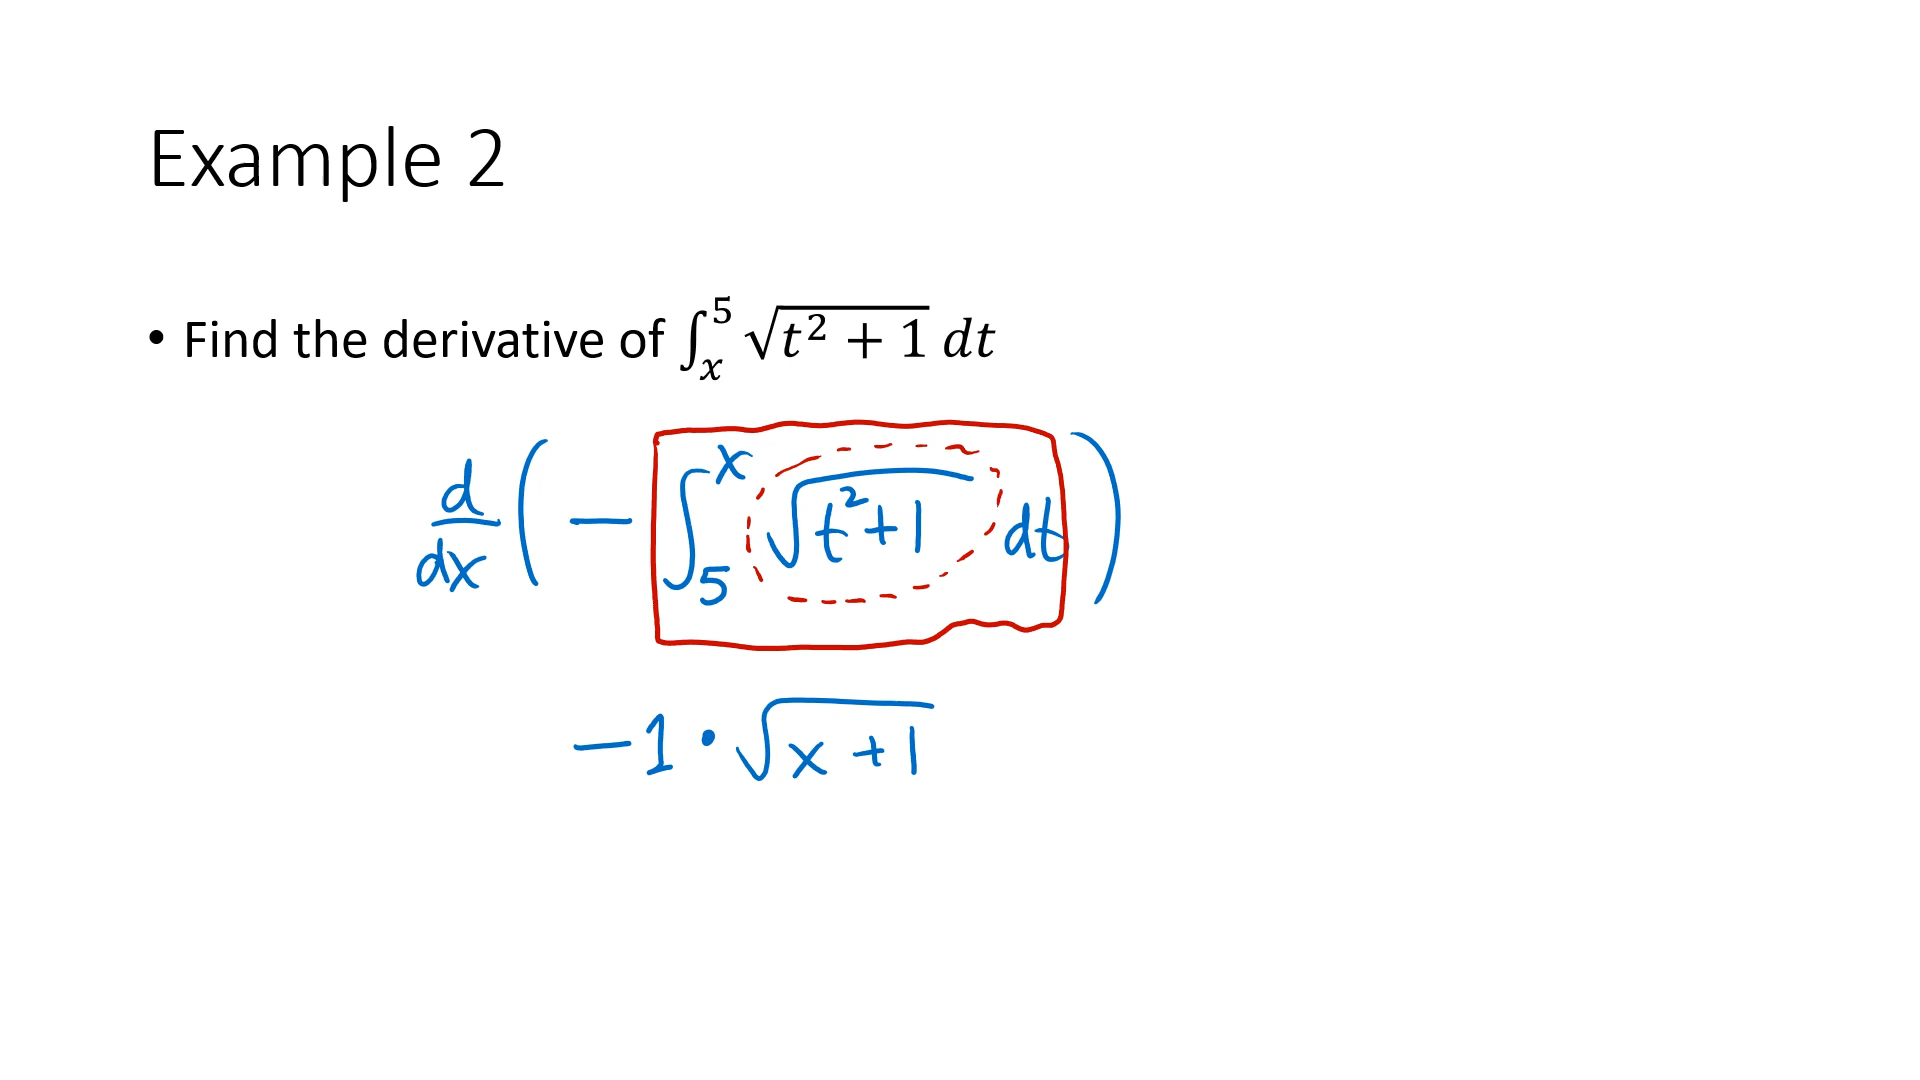 Example 2
• Find the derivative of ∫ₓ⁵ √(t² + 1) dt
d/dx ( − ∫₅ˣ √(t² + 1) dt )
−1 • √(x + 1)